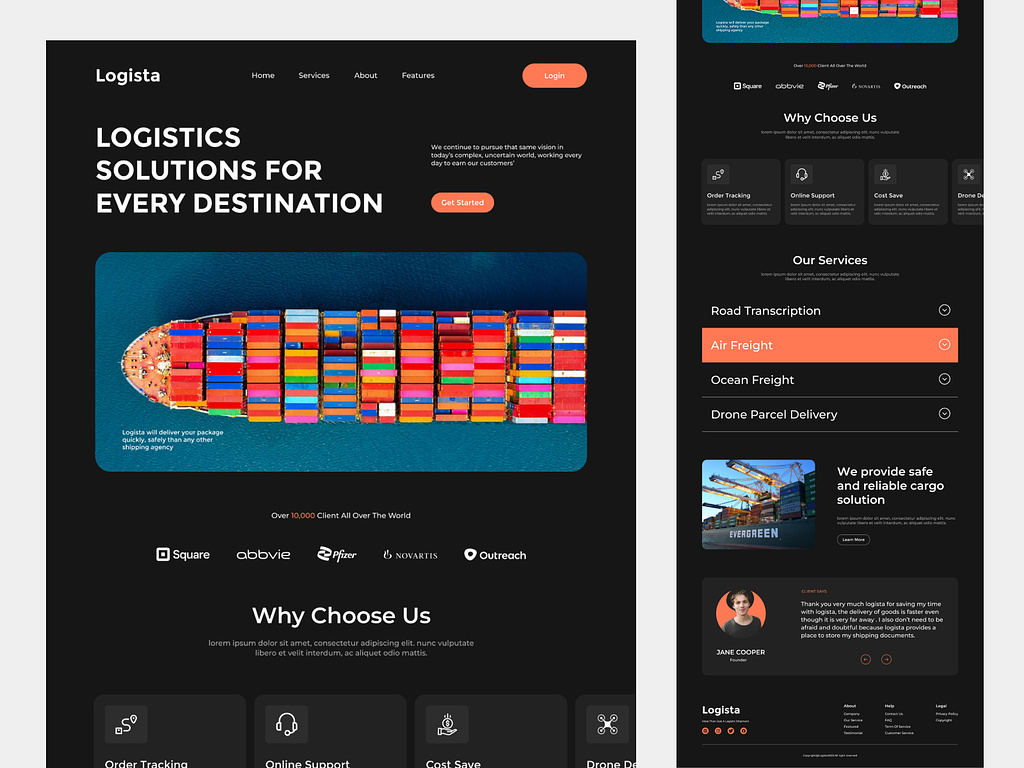 Logista
Home
Services
About
Features
Login
LOGISTICS
SOLUTIONS FOR
EVERY DESTINATION
We continue to pursue that same vision in
today's complex, uncertain world, working every
day to earn our customers'
Get Started
Logista will deliver your package
quickly, safely than any other
shipping agency
Over 10,000 Client All Over The World
Square
abbvie
Pfizer
NOVARTIS
Outreach
Why Choose Us
lorem ipsum dolor sit amet, consectetur adipiscing elit. nunc vulputate
libero et velit interdum, ac aliquet odio mattis.
Order Tracking
Online Support
Cost Save
Drone De
Logista will deliver your package
quickly, safely than any other
shipping agency
Over 10,000 Client All Over The World
Square
abbvie
Pfizer
NOVARTIS
Outreach
Why Choose Us
lorem ipsum dolor sit amet, consectetur adipiscing elit. nunc vulputate
libero et velit interdum, ac aliquet odio mattis.
Order Tracking
lorem ipsum dolor sit amet, consectetur
adipiscing elit. nunc vulputate libero et
velit interdum, ac aliquet odio mattis.
Online Support
lorem ipsum dolor sit amet, consectetur
adipiscing elit. nunc vulputate libero et
velit interdum, ac aliquet odio mattis.
Cost Save
lorem ipsum dolor sit amet, consectetur
adipiscing elit. nunc vulputate libero et
velit interdum, ac aliquet odio mattis.
Drone De
lorem ipsum dolor
adipiscing elit. nunc
velit interdum, ac
Our Services
lorem ipsum dolor sit amet, consectetur adipiscing elit. nunc vulputate
libero et velit interdum, ac aliquet odio mattis.
Road Transcription
Air Freight
Ocean Freight
Drone Parcel Delivery
EVERGREEN
We provide safe
and reliable cargo
solution
lorem ipsum dolor sit amet, consectetur adipiscing elit. nunc
vulputate libero et velit interdum, ac aliquet odio mattis.
Learn More
JANE COOPER
Founder
CLIENT SAYS
Thank you very much logista for saving my time
with logista, the delivery of goods is faster even
though it is very far away . I also don't need to be
afraid and doubtful because logista provides a
place to store my shipping documents.
Logista
More Than Just A Logistic Shipment
About
Company
Our Service
Featured
Testimonial
Help
Contact Us
FAQ
Term Of Service
Customer Service
Legal
Privacy Policy
Copyright